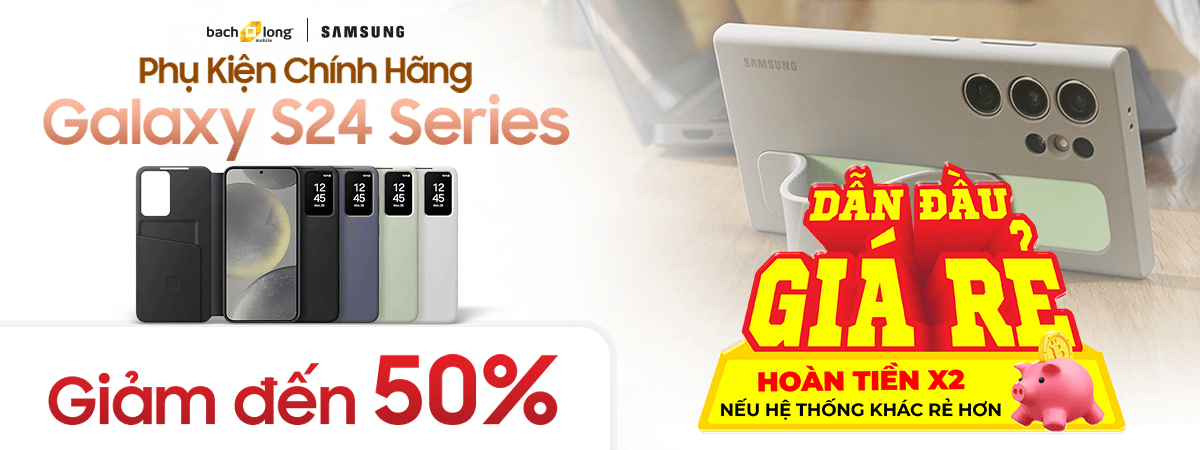 bach long
mobile
SAMSUNG
Phụ Kiện Chính Hãng
Galaxy S24 Series
12
45
12
45
12
45
12
45
Giảm đến 50%
SAMSUNG
DẪN ĐẦU
GIÁ RẺ
HOÀN TIỀN X2
NẾU HỆ THỐNG KHÁC RẺ HƠN